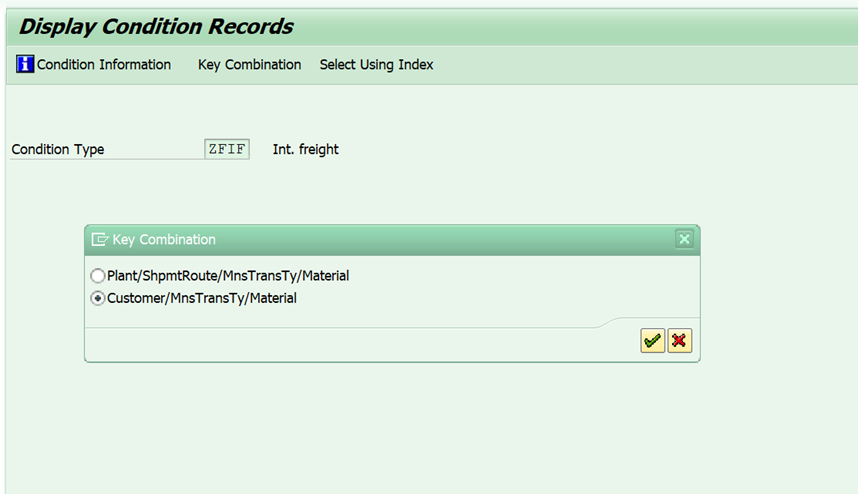 Display Condition Records
Condition Information Key Combination Select Using Index
Condition Type ZFIF Int. freight
Key Combination
Plant/ShpmtRoute/MnsTransTy/Material
Customer/MnsTransTy/Material